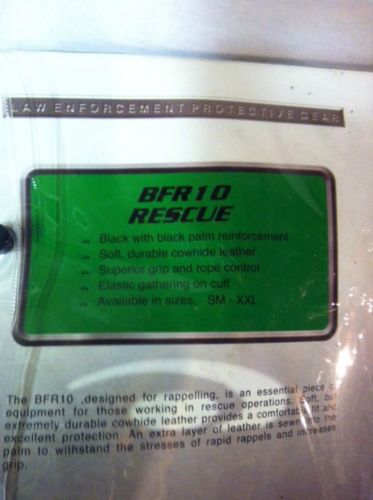 LAW ENFORCEMENT PROTECTIVE GEAR
BFR10
RESCUE
Black with black palm reinforcement
Soft, durable cowhide leather
Superior grip and rope control
Elastic gathering on cuff
Available in sizes, SM - XXL
The BFR10 ,designed for rappelling, is an essential piece
equipment for those working in rescue operations. Soft, but
extremely durable cowhide leather provides a comfortable fit and
excellent protection. An extra layer of leather is sewn into the
palm to withstand the stresses of rapid rappels and increases
grip.